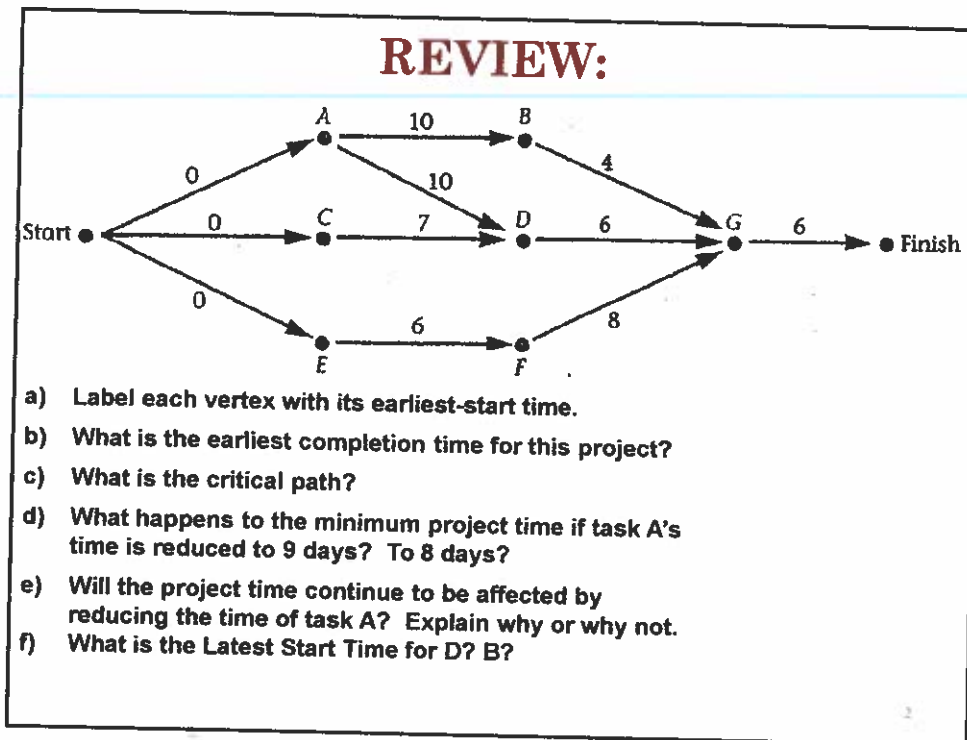 REVIEW:
A 10 B
0 4
10
Start 0 C 7 D 6 G 6 Finish
0 6 8
E F
a) Label each vertex with its earliest-start time.
b) What is the earliest completion time for this project?
c) What is the critical path?
d) What happens to the minimum project time if task A's
time is reduced to 9 days? To 8 days?
e) Will the project time continue to be affected by
reducing the time of task A? Explain why or why not.
f) What is the Latest Start Time for D? B?
2